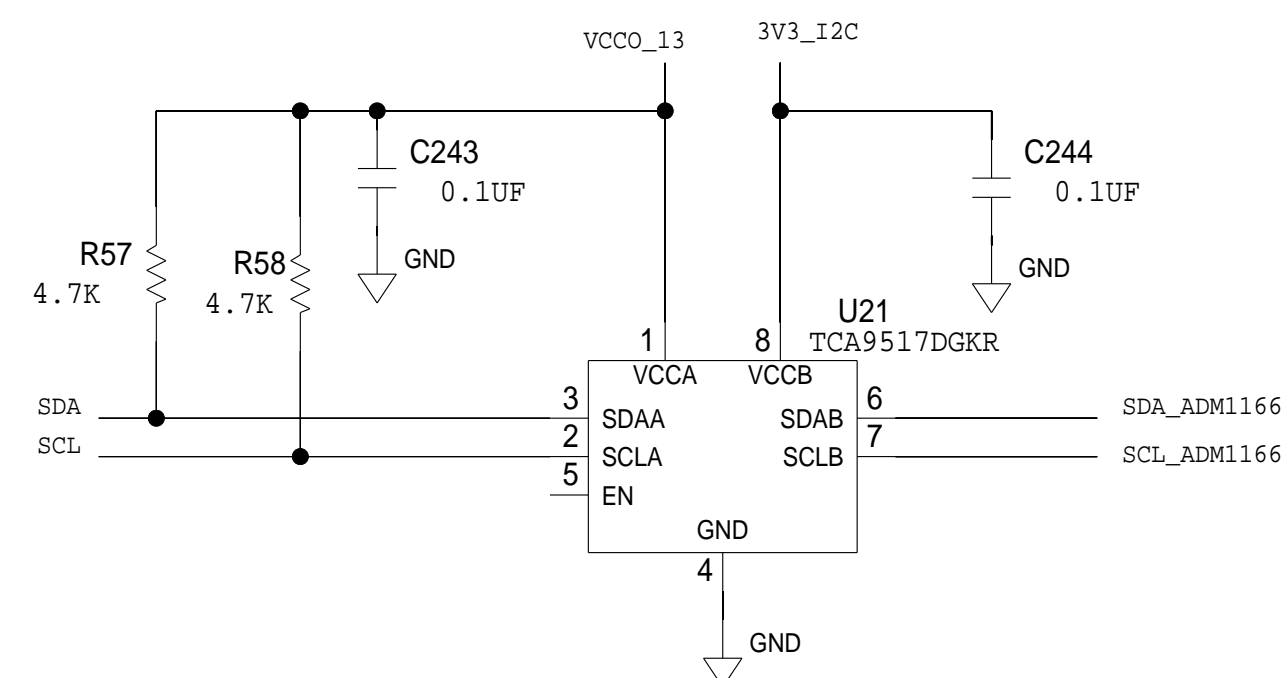 VCCO_13
3V3_I2C
C243
0.1UF
C244
0.1UF
R57
4.7K
R58
4.7K
GND
GND
U21
TCA9517DGKR
1
8
VCCA
VCCB
SDA
3
SDAA
SDAB
6
SDA_ADM1166
SCL
2
SCLA
SCLB
7
SCL_ADM1166
5
EN
GND
4
GND